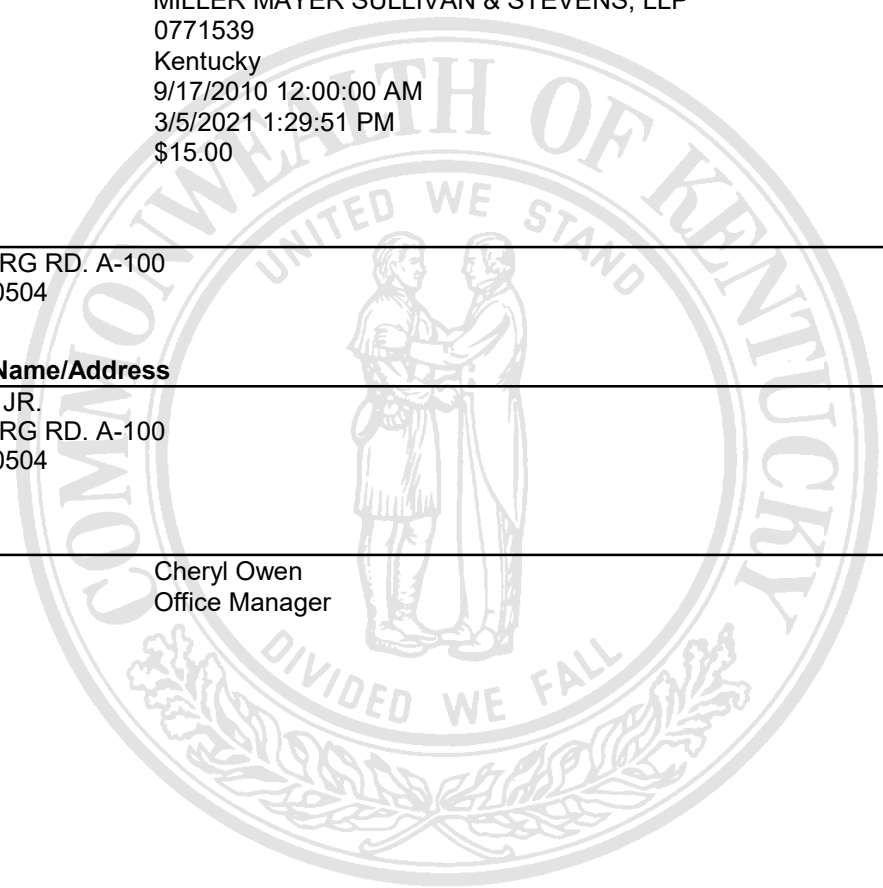 MILLER MAYER SULLIVAN & STEVENS, LLP
0771539
Kentucky
9/17/2010 12:00:00 AM
3/5/2021 1:29:51 PM
$15.00
RG RD. A-100
0504
Name/Address
JR.
RG RD. A-100
0504
Cheryl Owen
Office Manager
COMMONWEALTH OF KENTUCKY
UNITED WE STAND
DIVIDED WE FALL